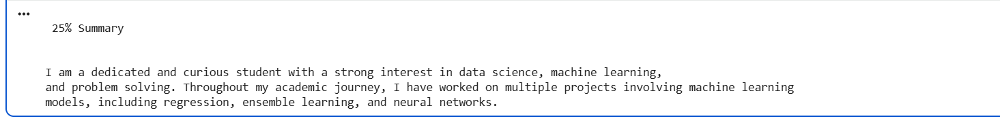 25% Summary
I am a dedicated and curious student with a strong interest in data science, machine learning,
and problem solving. Throughout my academic journey, I have worked on multiple projects involving machine learning
models, including regression, ensemble learning, and neural networks.